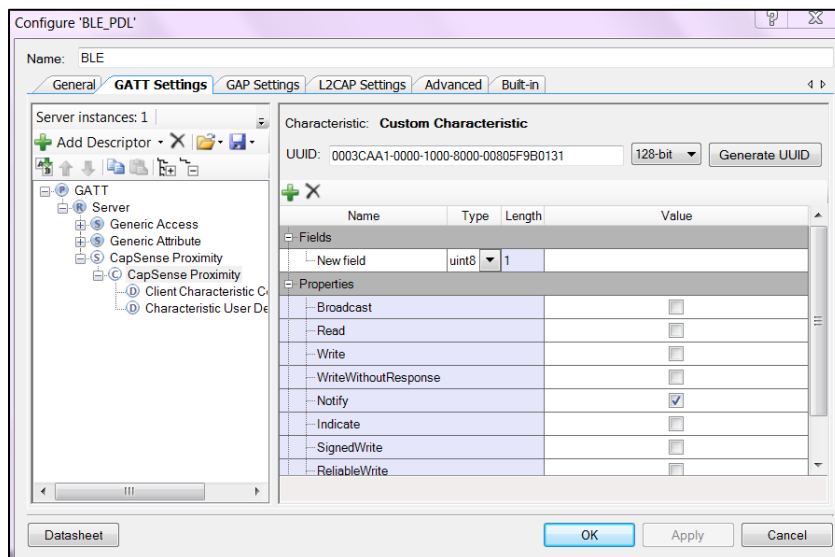 Configure 'BLE_PDL'
Name: BLE
General GATT Settings GAP Settings L2CAP Settings Advanced Built-in
Server instances: 1
Add Descriptor
GATT
Server
Generic Access
Generic Attribute
CapSense Proximity
CapSense Proximity
Client Characteristic C
Characteristic User De
Characteristic: Custom Characteristic
UUID: 0003CAA1-0000-1000-8000-00805F9B0131 128-bit Generate UUID
Name Type Length Value
Fields
New field uint8 1
Properties
Broadcast
Read
Write
WriteWithoutResponse
Notify
Indicate
SignedWrite
ReliableWrite
Datasheet OK Apply Cancel